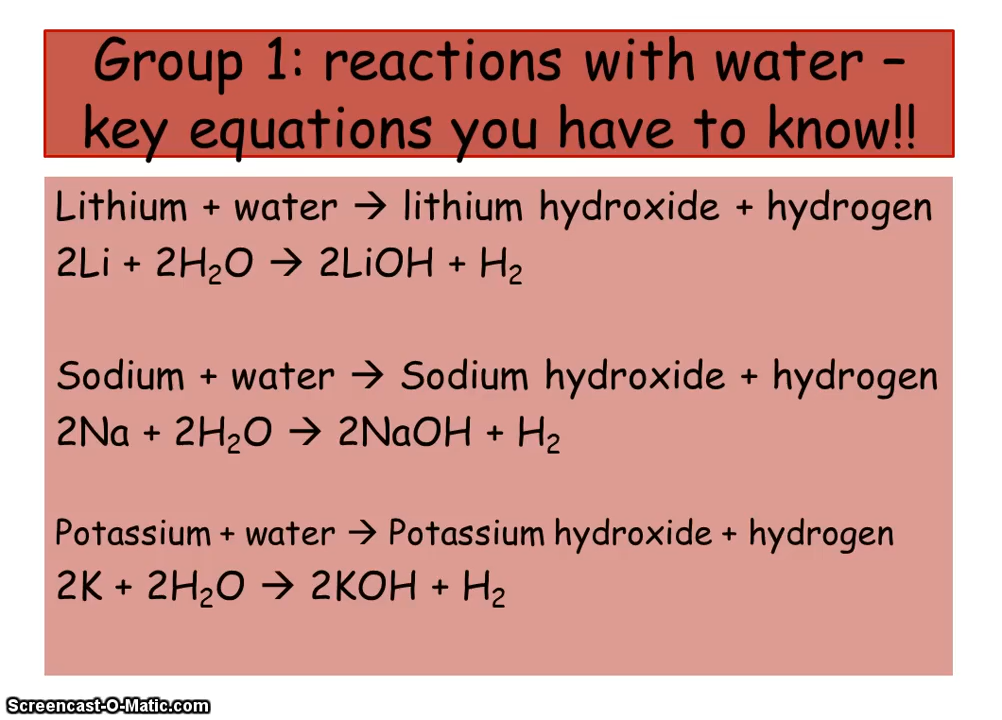 Group 1: reactions with water –
key equations you have to know!!
Lithium + water → lithium hydroxide + hydrogen
2Li + 2H₂O → 2LiOH + H₂
Sodium + water → Sodium hydroxide + hydrogen
2Na + 2H₂O → 2NaOH + H₂
Potassium + water → Potassium hydroxide + hydrogen
2K + 2H₂O → 2KOH + H₂
Screencast-O-Matic.com